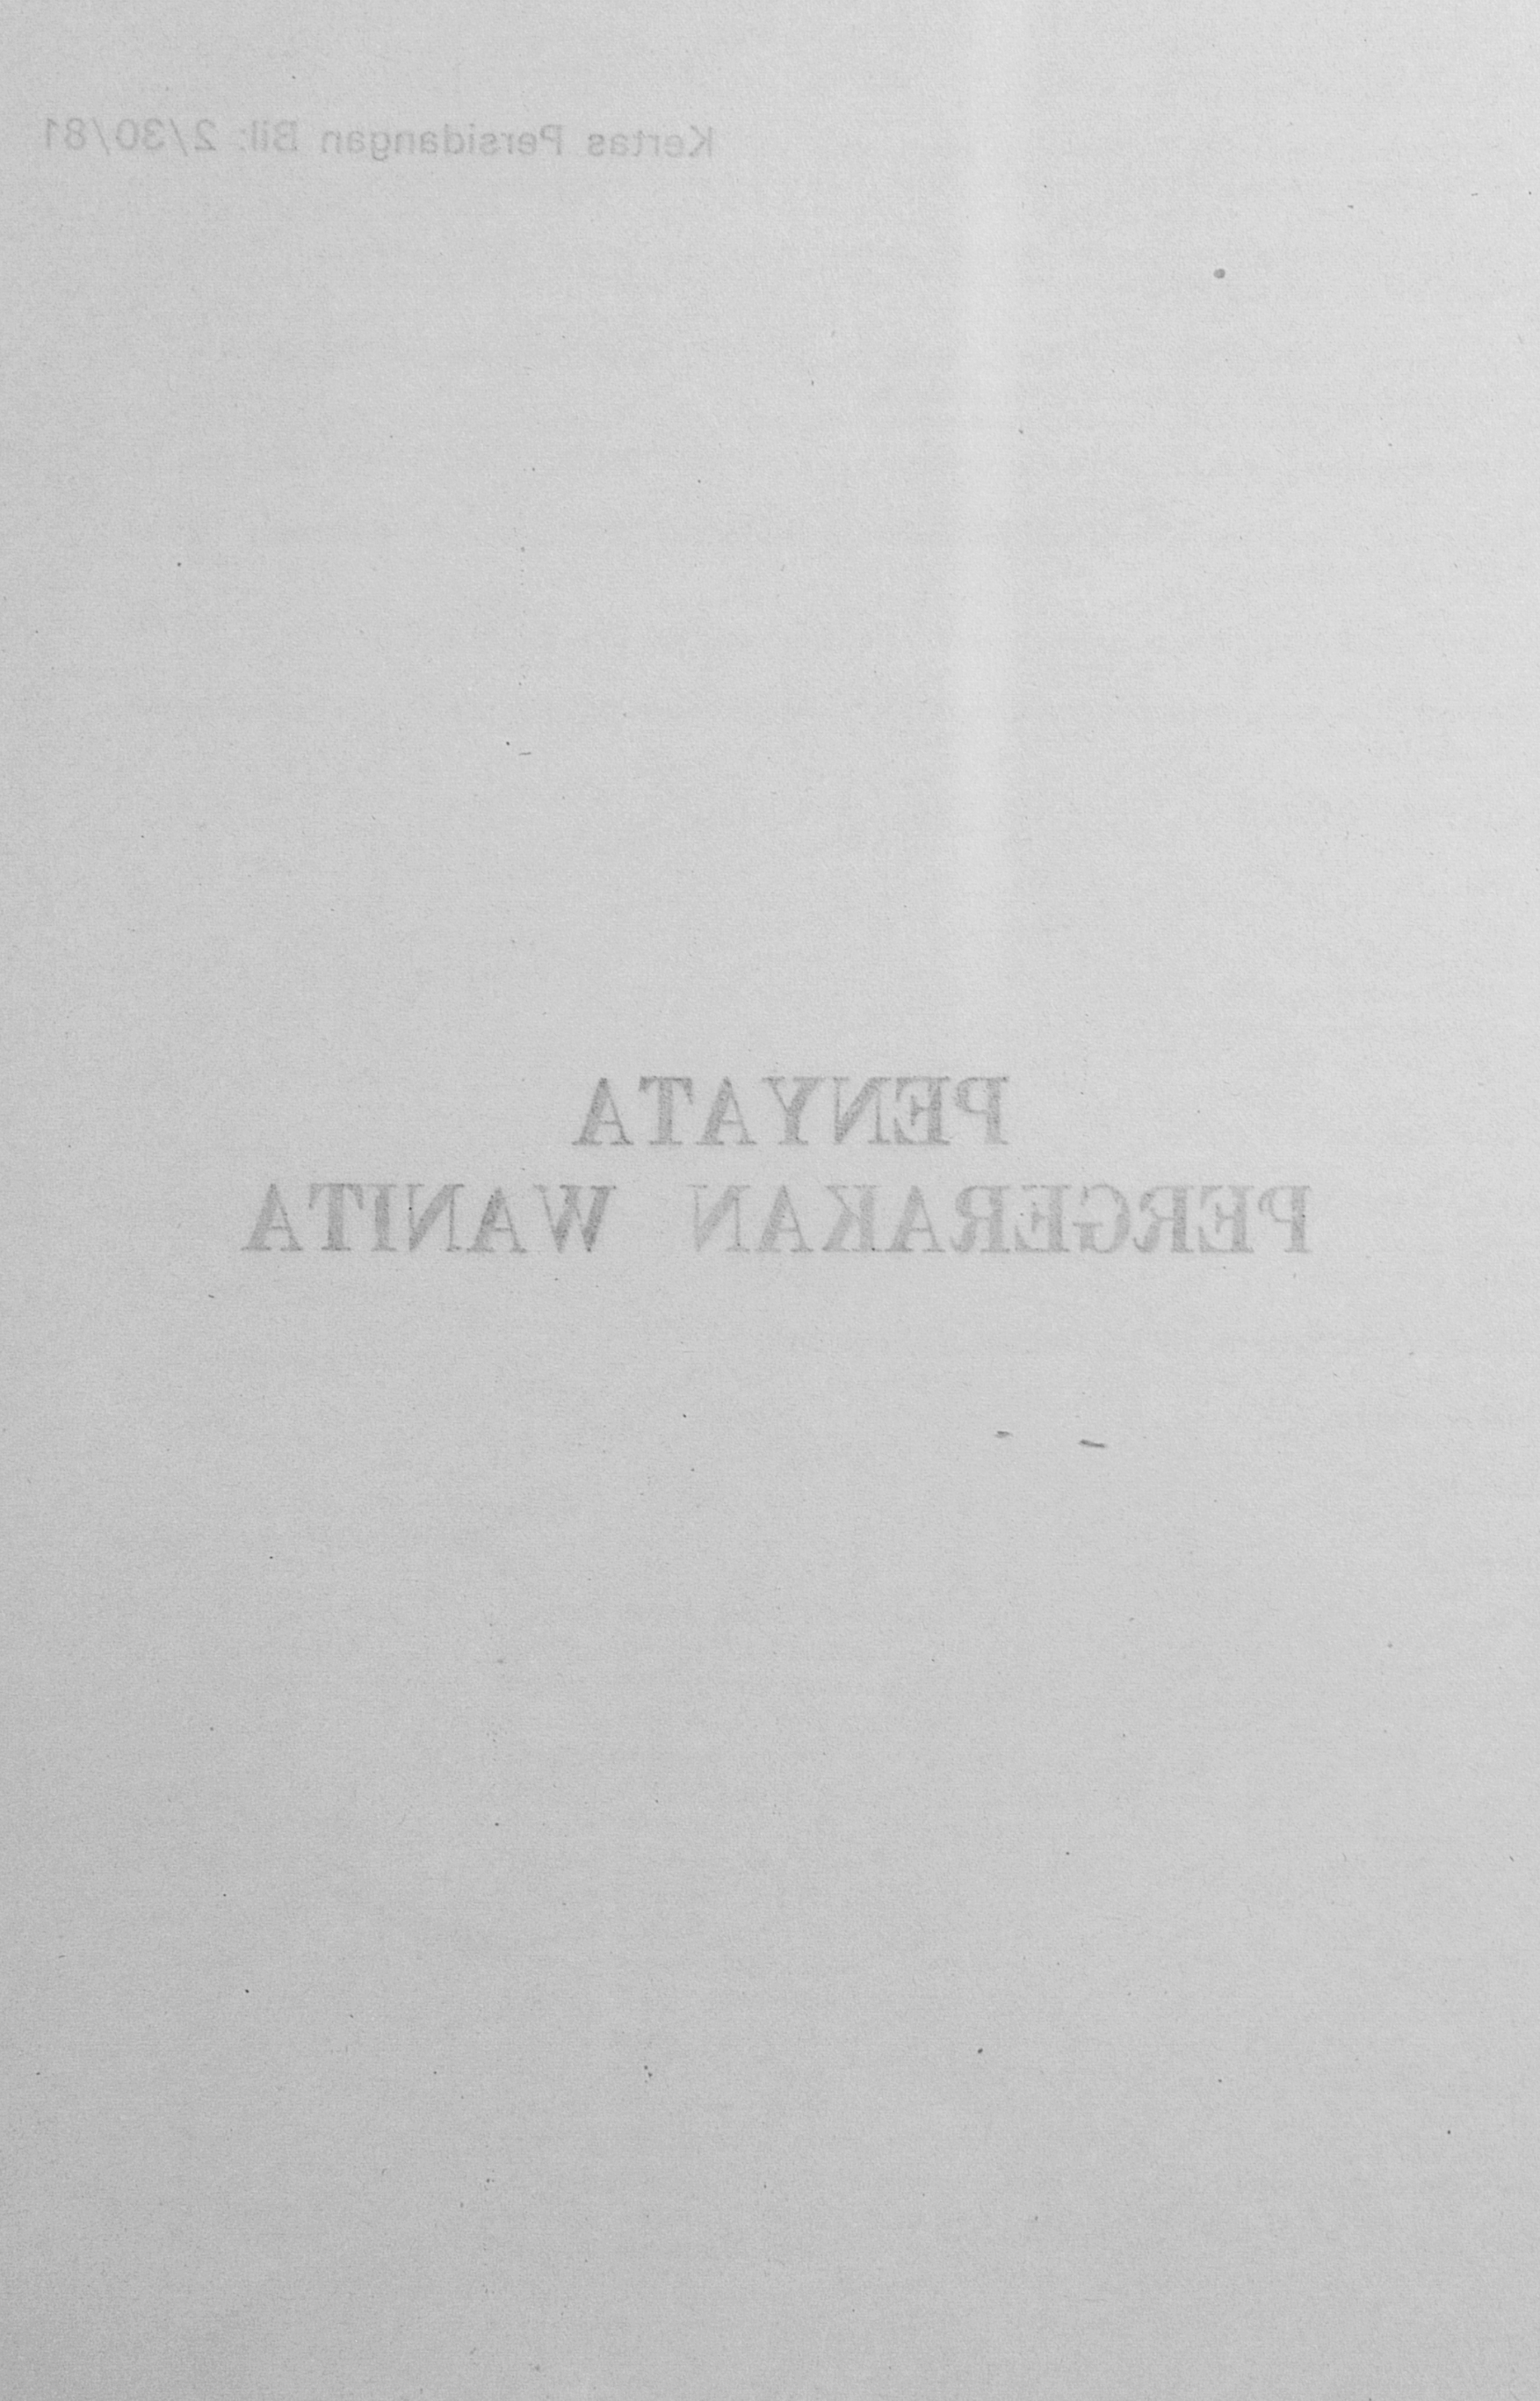 Kertas Persidangan Bil: 2/30/81
PENYATA
PERGERAKAN WANITA